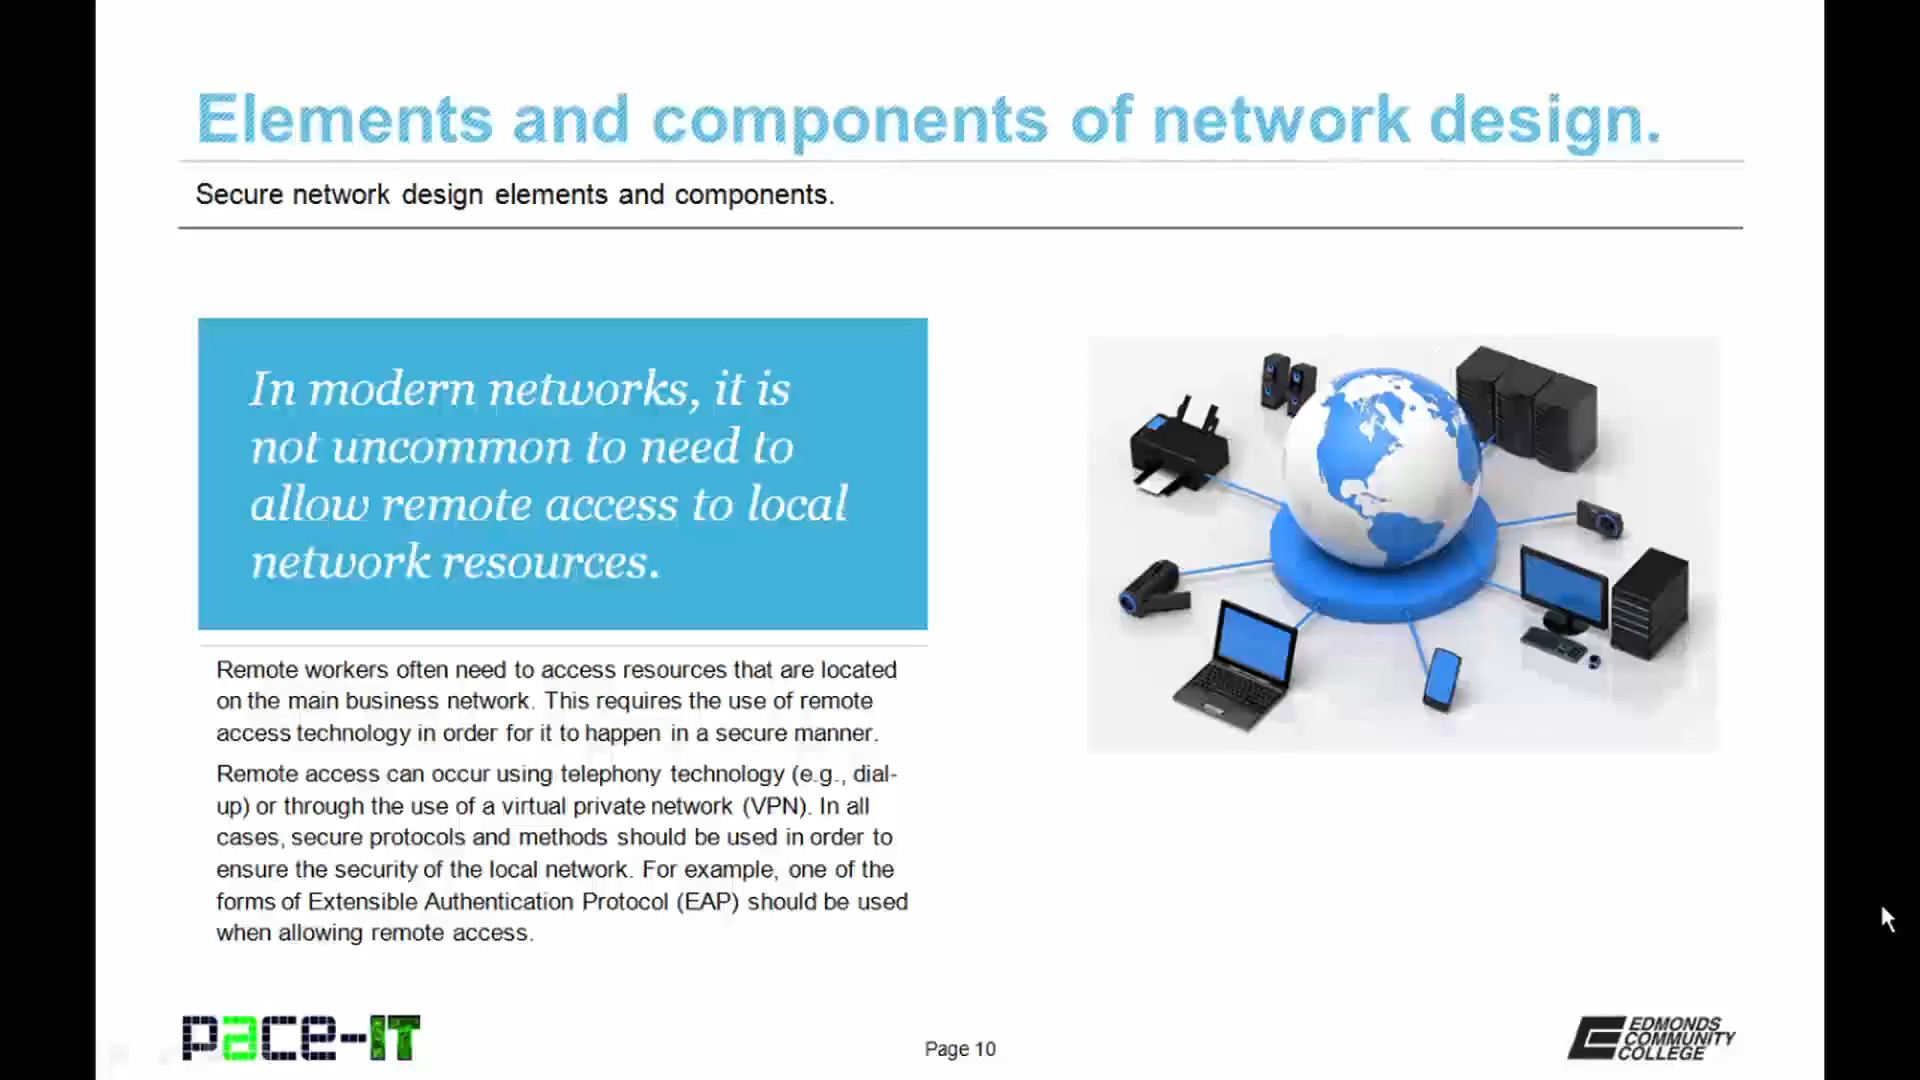 Elements and components of network design.
Secure network design elements and components.
In modern networks, it is
not uncommon to need to
allow remote access to local
network resources.
Remote workers often need to access resources that are located
on the main business network. This requires the use of remote
access technology in order for it to happen in a secure manner.
Remote access can occur using telephony technology (e.g., dial-
up) or through the use of a virtual private network (VPN). In all
cases, secure protocols and methods should be used in order to
ensure the security of the local network. For example, one of the
forms of Extensible Authentication Protocol (EAP) should be used
when allowing remote access.
pace-IT
Page 10
EDMONDS
COMMUNITY
COLLEGE